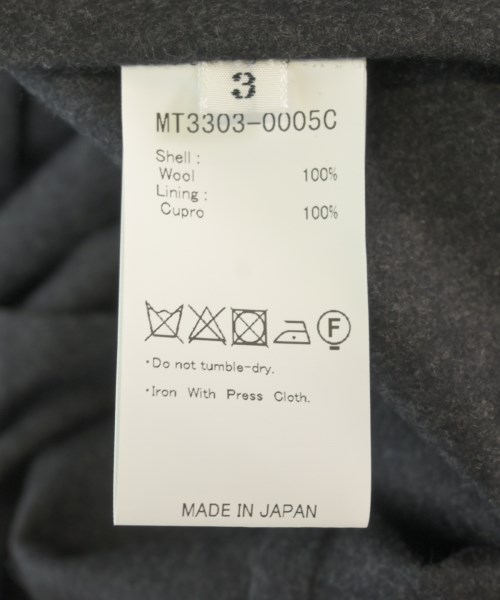 3
MT3303-0005C
Shell :
Wool 100%
Lining :
Cupro 100%
F
·Do not tumble-dry.
·Iron With Press Cloth.
MADE IN JAPAN